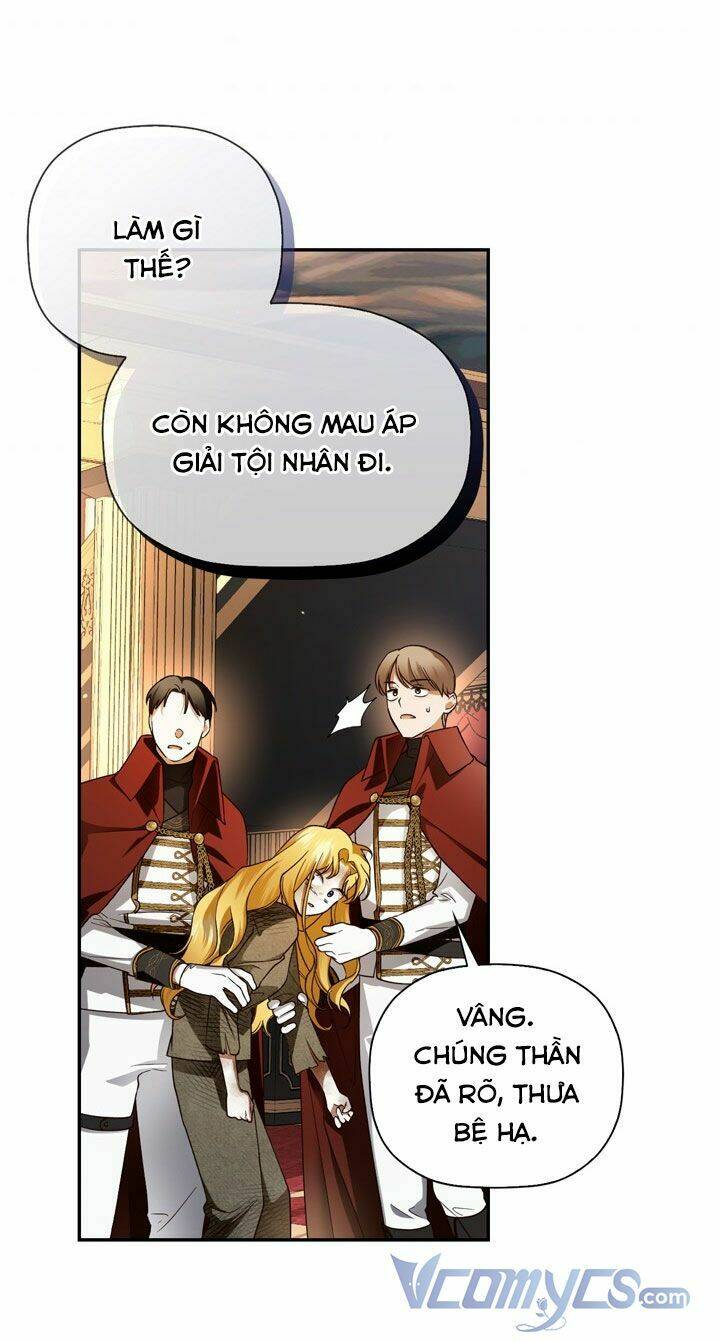 LÀM GÌ
THẾ?
CÒN KHÔNG MAU ÁP
GIẢI TỘI NHÂN ĐI.
VÂNG.
CHÚNG THẦN
ĐÃ RÕ, THƯA
BỆ HẠ.
VCOMYCS.com